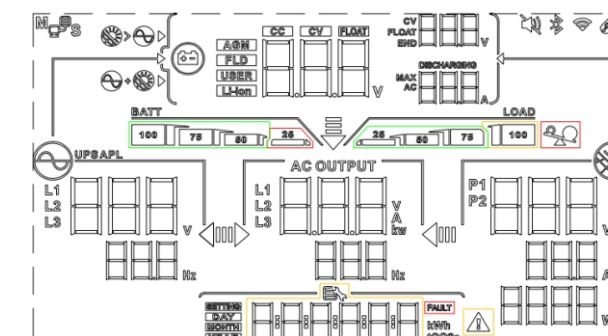 M S
CC CV FLOAT
AGM
FLD
USER
Li-ion
V
CV
FLOAT
END
V
DISCHARGING
MAX
AC
A
BATT
100 75 50 25
LOAD
25 50 75 100
UPSAPL
AC OUTPUT
L1
L2
L3
V
Hz
L1
L2
L3
V
A
kw
Hz
P1
P2
V
A
SETTING
DAY
MONTH
FAULT
kWh